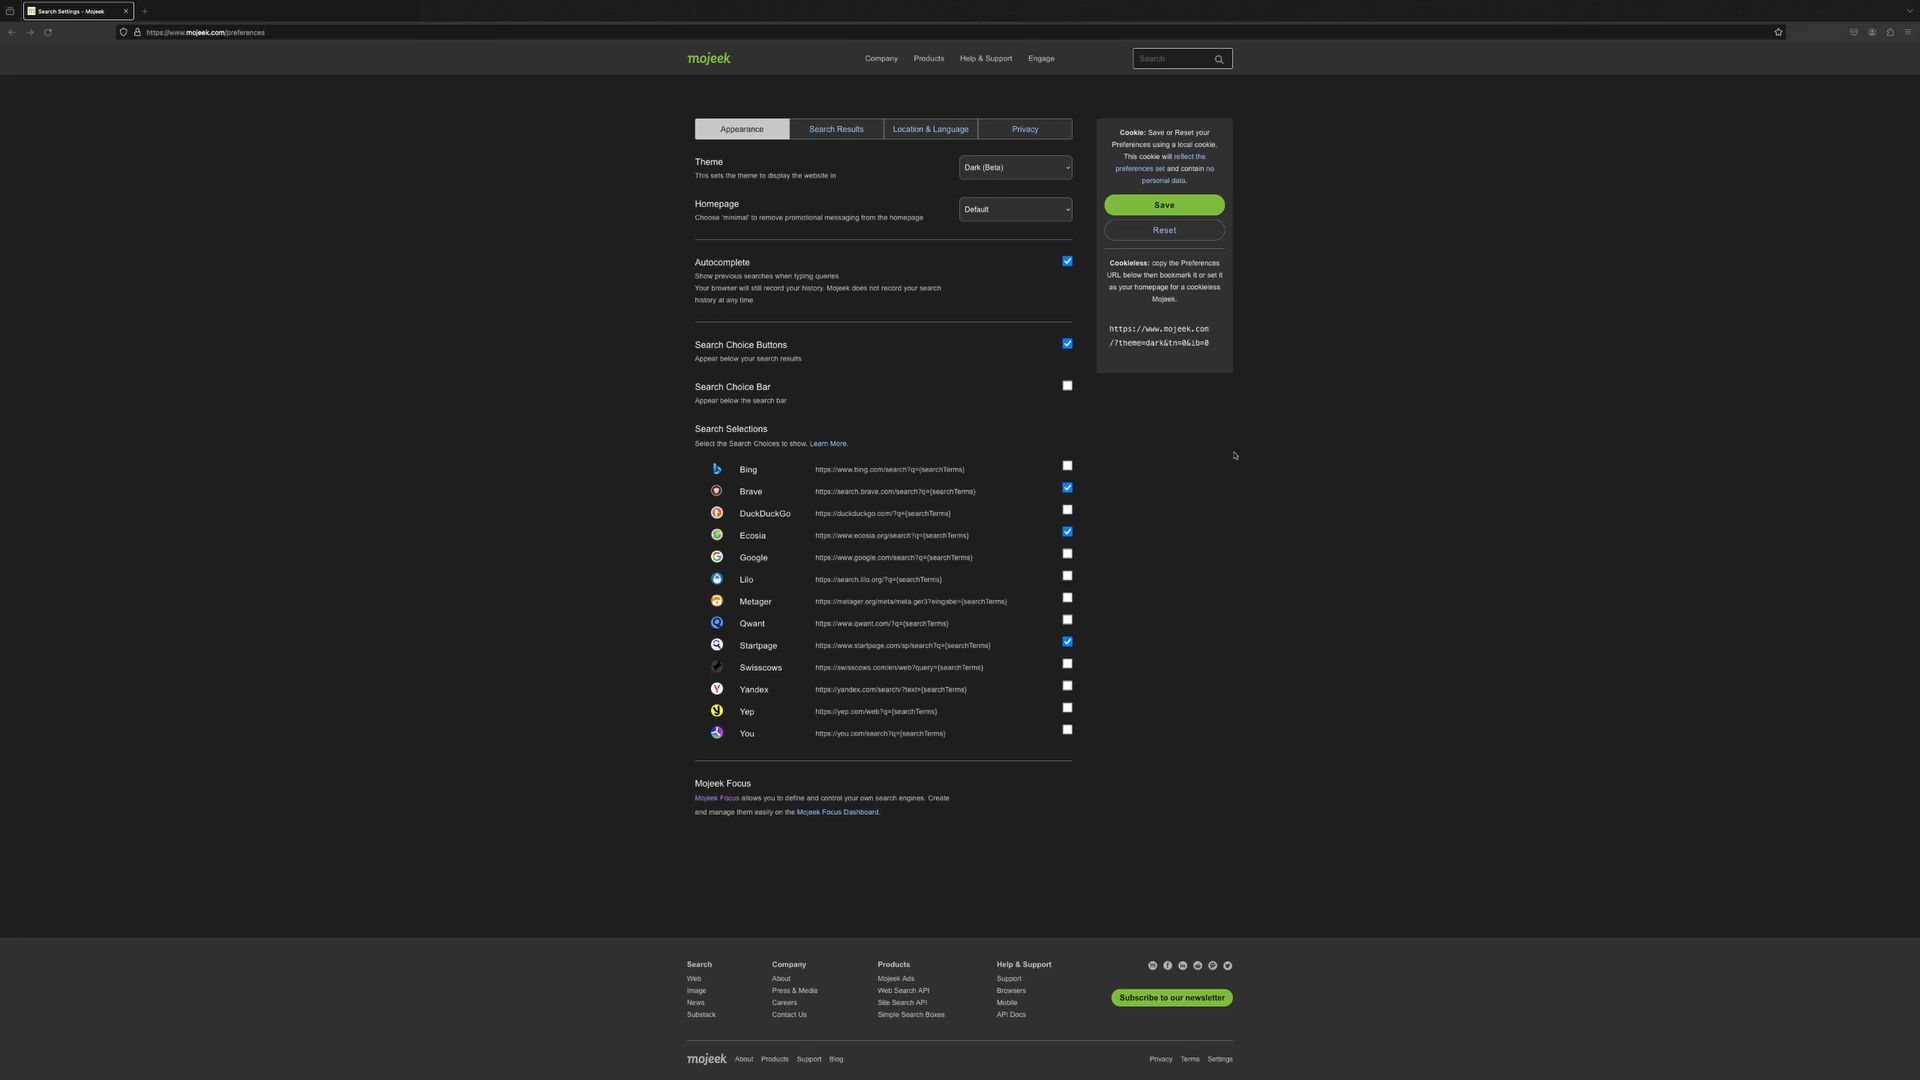 Search Settings - Mojeek
https://www.mojeek.com/preferences
mojeek
Company
Products
Help & Support
Engage
Search
Appearance
Search Results
Location & Language
Privacy
Theme
This sets the theme to display the website in
Dark (Beta)
Homepage
Choose 'minimal' to remove promotional messaging from the homepage
Default
Autocomplete
Show previous searches when typing queries
Your browser will still record your history. Mojeek does not record your search
history at any time
Search Choice Buttons
Appear below your search results
Search Choice Bar
Appear below the search bar
Search Selections
Select the Search Choices to show. Learn More.
Bing https://www.bing.com/search?q={searchTerms}
Brave https://search.brave.com/search?q={searchTerms}
DuckDuckGo https://duckduckgo.com/?q={searchTerms}
Ecosia https://www.ecosia.org/search?q={searchTerms}
Google https://www.google.com/search?q={searchTerms}
Lilo https://search.lilo.org/?q={searchTerms}
Metager https://metager.org/meta/meta.ger3?eingabe={searchTerms}
Qwant https://www.qwant.com/?q={searchTerms}
Startpage https://www.startpage.com/sp/search?q={searchTerms}
Swisscows https://swisscows.com/en/web?query={searchTerms}
Yandex https://yandex.com/search/?text={searchTerms}
Yep https://yep.com/web?q={searchTerms}
You https://you.com/search?q={searchTerms}
Mojeek Focus
Mojeek Focus allows you to define and control your own search engines. Create
and manage them easily on the Mojeek Focus Dashboard.
Cookie: Save or Reset your
Preferences using a local cookie.
This cookie will reflect the
preferences set and contain no
personal data.
Save
Reset
Cookieless: copy the Preferences
URL below then bookmark it or set it
as your homepage for a cookieless
Mojeek.
https://www.mojeek.com
/?theme=dark&tn=0&ib=0
Search
Web
Image
News
Substack
Company
About
Press & Media
Careers
Contact Us
Products
Mojeek Ads
Web Search API
Site Search API
Simple Search Boxes
Help & Support
Support
Browsers
Mobile
API Docs
Subscribe to our newsletter
mojeek About Products Support Blog
Privacy Terms Settings